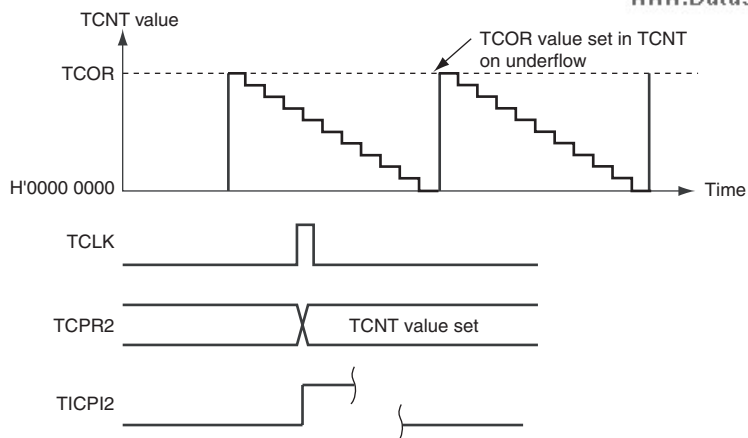 TCNT value
TCOR value set in TCNT
on underflow
TCOR
H'0000 0000
Time
TCLK
TCPR2
TCNT value set
TICPI2